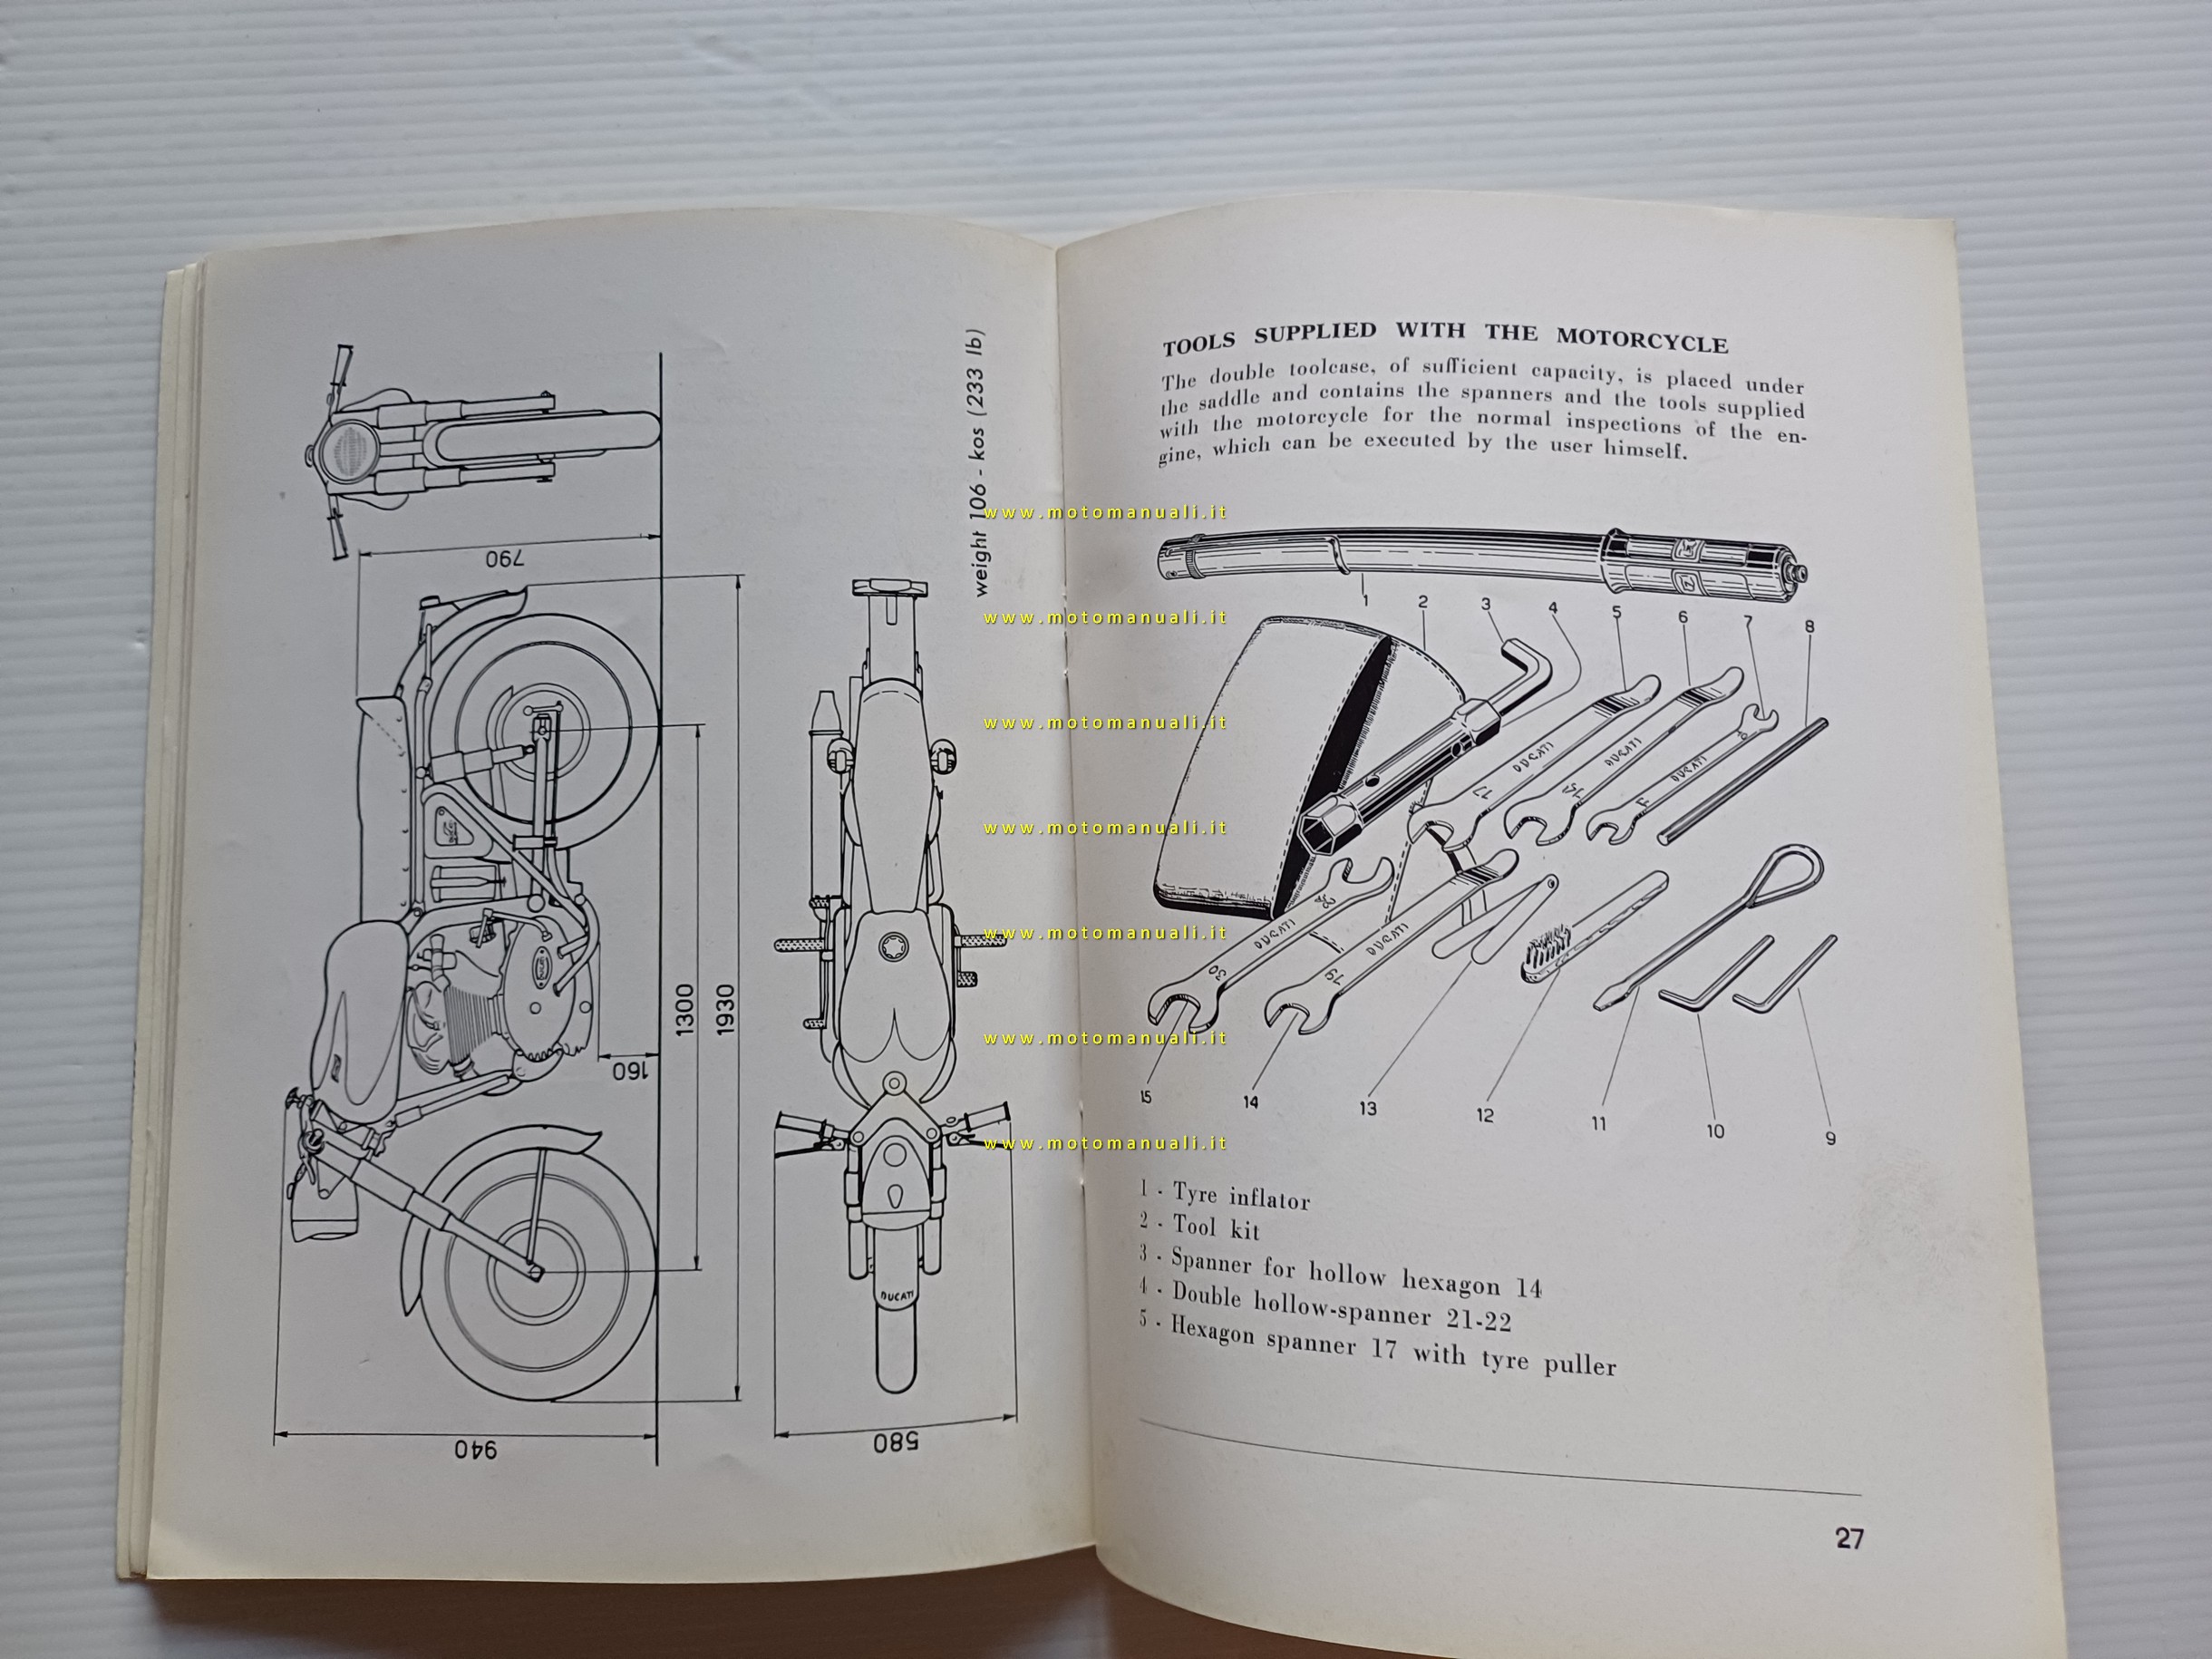 790
1300
1930
160
940
580
DUCATI
weight 106 - kos (233 lb)
www.motomanuali.it
www.motomanuali.it
www.motomanuali.it
www.motomanuali.it
www.motomanuali.it
www.motomanuali.it
www.motomanuali.it
TOOLS SUPPLIED WITH THE MOTORCYCLE
The double toolcase, of sufficient capacity, is placed under
the saddle and contains the spanners and the tools supplied
with the motorcycle for the normal inspections of the en-
gine, which can be executed by the user himself.
1 2 3 4 5 6 7 8
DUCATI 17
DUCATI
DUCATI
DUCATI 30
DUCATI
15 14 13 12 11 10 9
1 - Tyre inflator
2 - Tool kit
3 - Spanner for hollow hexagon 14
4 - Double hollow-spanner 21-22
5 - Hexagon spanner 17 with tyre puller
27